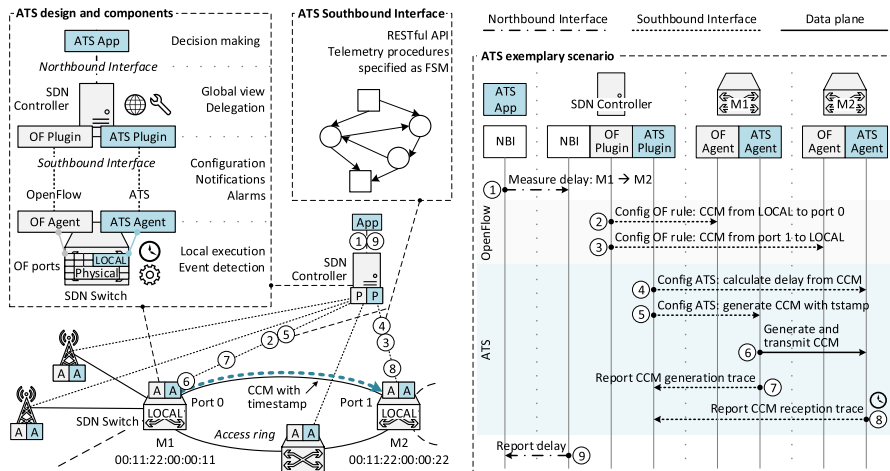 ATS design and components
ATS App
Decision making
Northbound Interface
SDN
Controller
Global view
Delegation
OF Plugin
ATS Plugin
Southbound Interface
Configuration
Notifications
Alarms
OpenFlow
ATS
OF Agent
ATS Agent
LOCAL
Physical
OF ports
Local execution
Event detection
SDN Switch
ATS Southbound Interface
RESTful API
Telemetry procedures
specified as FSM
App
1 9
SDN
Controller
P P
4
5
2
3
7
8
6
A A
A A
A A
Port 0
CCM with
timestamp
Port 1
A A
LOCAL
SDN Switch
M1
00:11:22:00:00:11
Access ring
A A
LOCAL
M2
00:11:22:00:00:22
Northbound Interface
Southbound Interface
Data plane
ATS exemplary scenario
ATS
App
SDN Controller
M1
M2
NBI
NBI
OF
Plugin
ATS
Plugin
OF
Agent
ATS
Agent
OF
Agent
ATS
Agent
1
Measure delay: M1 → M2
OpenFlow
2
Config OF rule: CCM from LOCAL to port 0
3
Config OF rule: CCM from port 1 to LOCAL
ATS
4
Config ATS: calculate delay from CCM
5
Config ATS: generate CCM with tstamp
6
Generate and
transmit CCM
Report CCM generation trace
7
Report CCM reception trace
8
Report delay
9